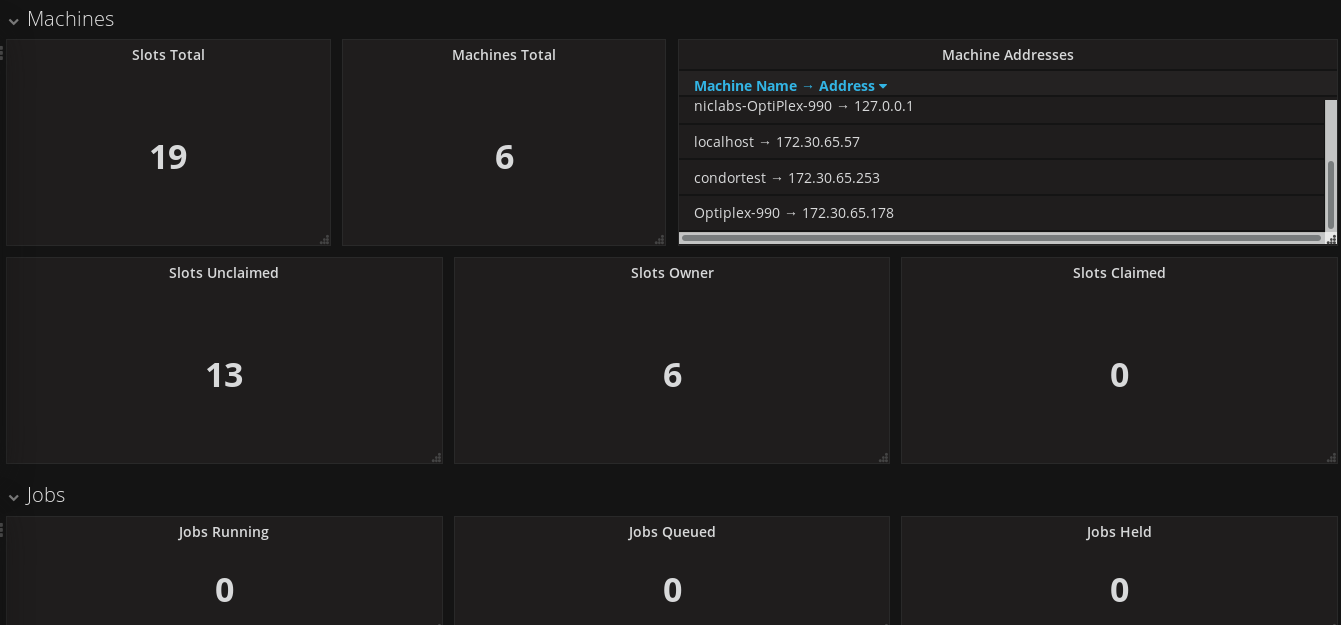 Machines
Slots Total
Machines Total
Machine Addresses
19
6
Machine Name → Address
niclabs-OptiPlex-990 → 127.0.0.1
localhost → 172.30.65.57
condortest → 172.30.65.253
Optiplex-990 → 172.30.65.178
Slots Unclaimed
Slots Owner
Slots Claimed
13
6
0
Jobs
Jobs Running
Jobs Queued
Jobs Held
0
0
0